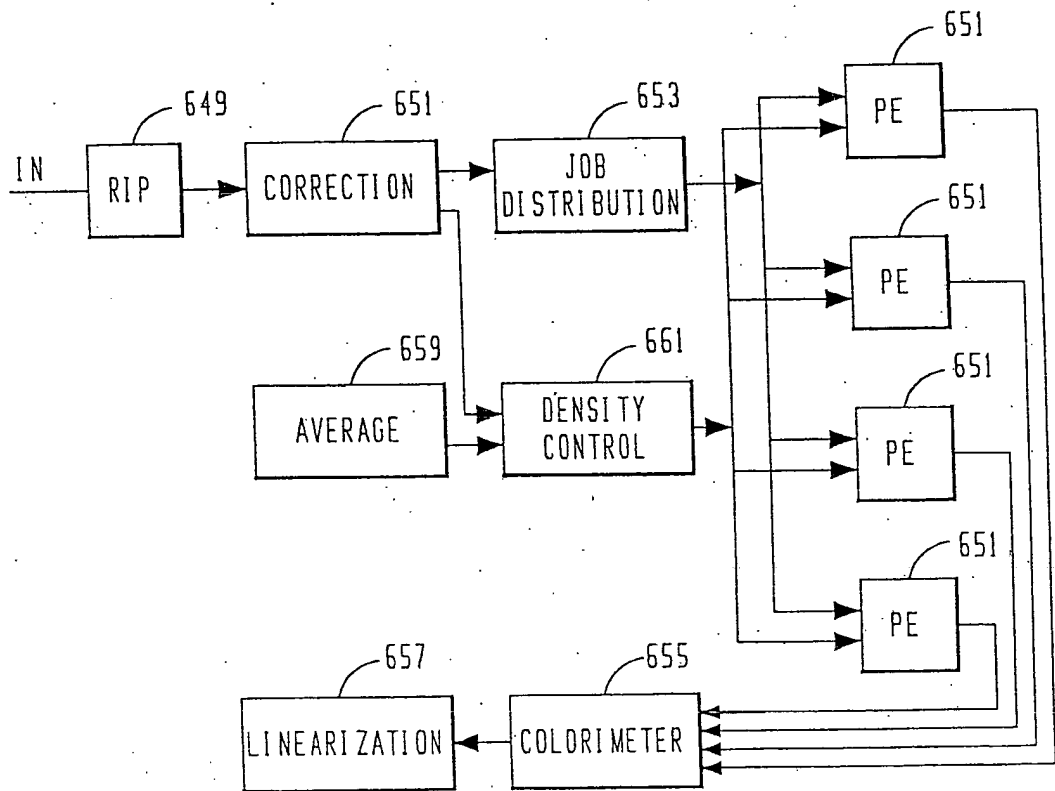 651
649
651
653
IN
RIP
CORRECTION
JOB
DISTRIBUTION
PE
651
PE
659
661
651
AVERAGE
DENSITY
CONTROL
PE
651
PE
657
655
LINEARIZATION
COLORIMETER